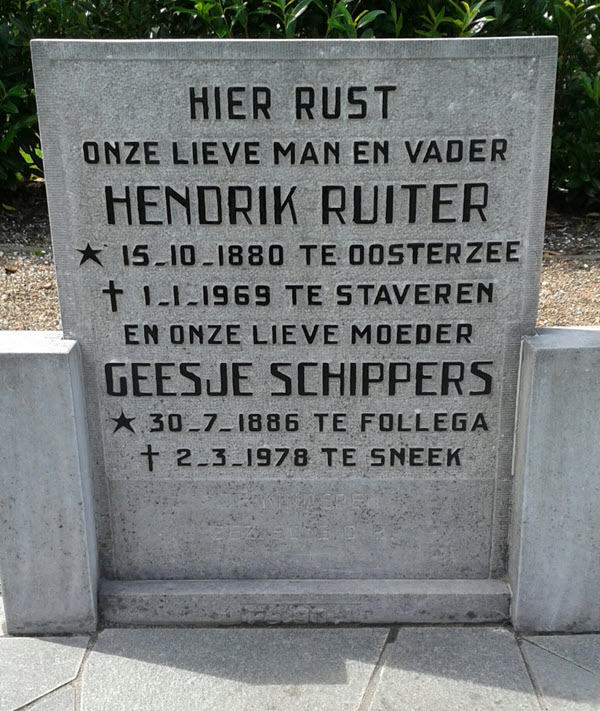 HIER RUST
ONZE LIEVE MAN EN VADER
HENDRIK RUITER
★ 15-10-1880 TE OOSTERZEE
✝ 1-1-1969 TE STAVEREN
EN ONZE LIEVE MOEDER
GEESJE SCHIPPERS
★ 30-7-1886 TE FOLLEGA
✝ 2-3-1978 TE SNEEK